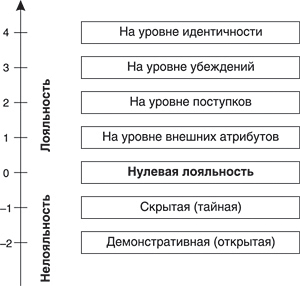 4 На уровне идентичности
3 На уровне убеждений
2 На уровне поступков
1 На уровне внешних атрибутов
0 Нулевая лояльность
–1 Скрытая (тайная)
–2 Демонстративная (открытая)
Лояльность
Нелояльность